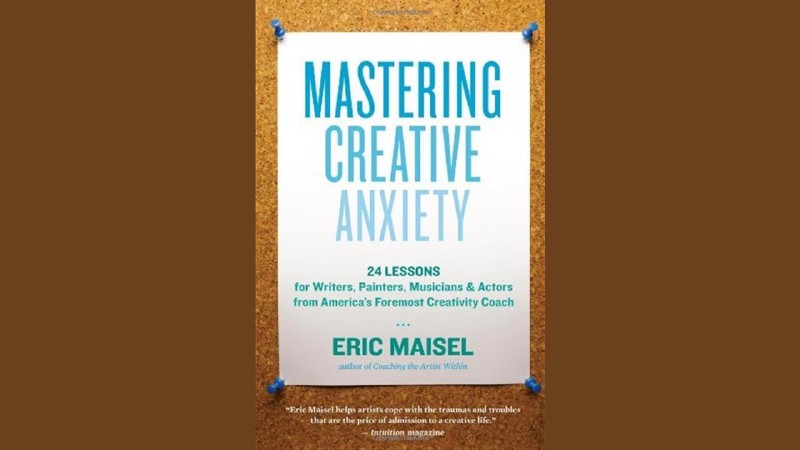 MASTERING
CREATIVE
ANXIETY
24 LESSONS
for Writers, Painters, Musicians & Actors
from America's Foremost Creativity Coach
...
ERIC MAISEL
author of Coaching the Artist Within
“Eric Maisel helps artists cope with the traumas and troubles
that are the price of admission to a creative life.”
— Intuition magazine